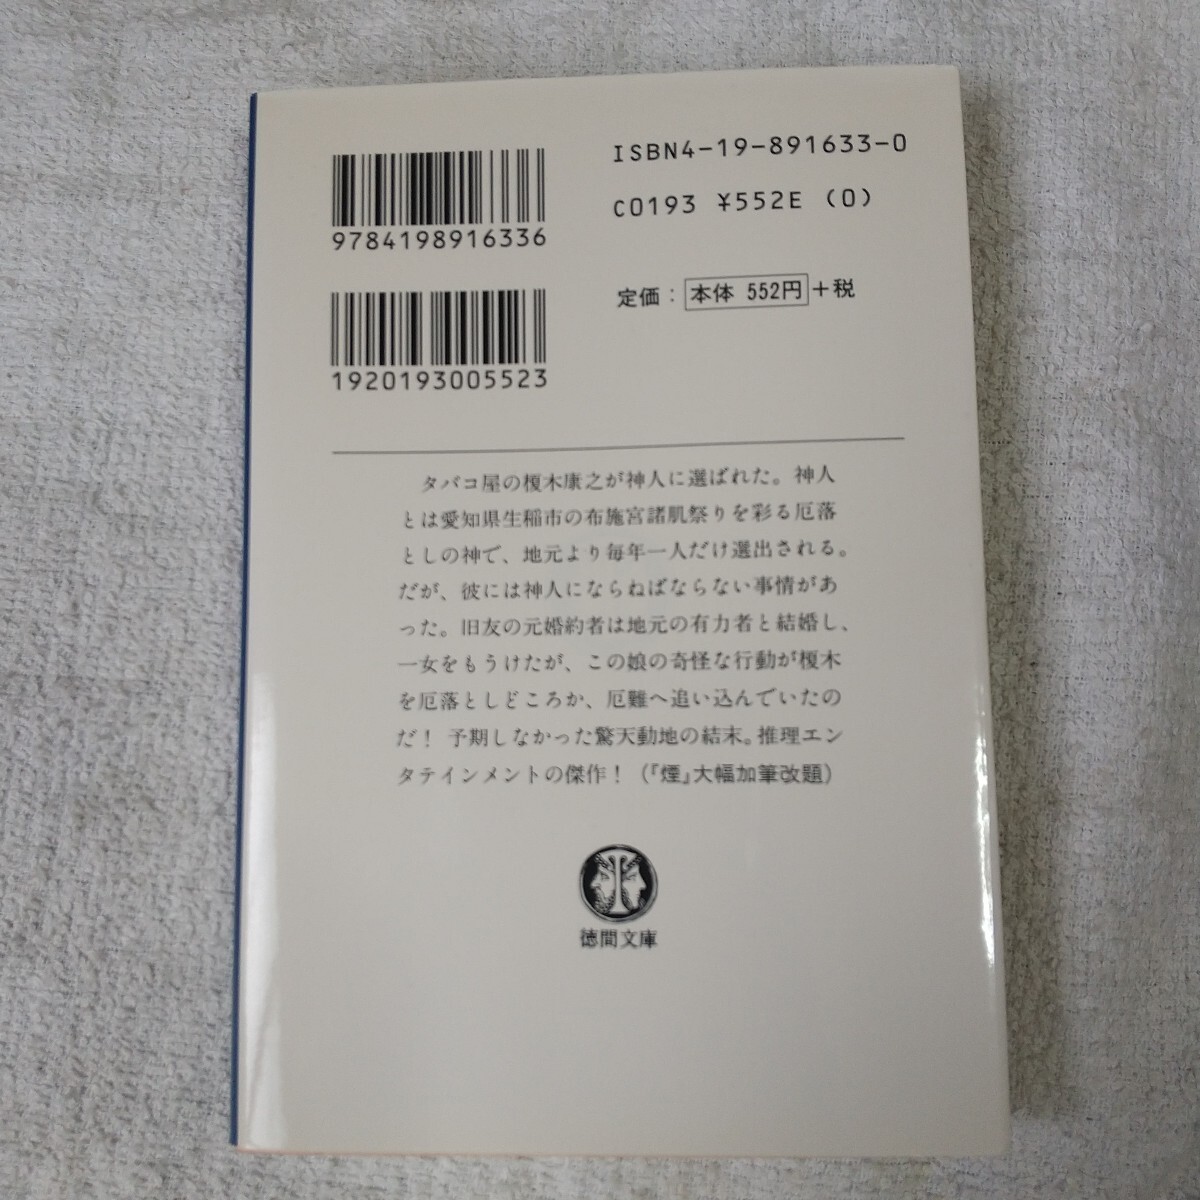 ISBN4-19-891633-0
9784198916336
C0193 ¥552E (0)
定価：本体 552円＋税
1920193005523
タバコ屋の榎木康之が神人に選ばれた。神人
とは愛知県生稲市の布施宮諸肌祭りを彩る厄落
としの神で、地元より毎年一人だけ選出される。
だが、彼には神人にならねばならない事情があ
った。旧友の元婚約者は地元の有力者と結婚し、
一女をもうけたが、この娘の奇怪な行動が榎木
を厄落としどころか、厄難へ追い込んでいたの
だ！ 予期しなかった驚天動地の結末。推理エン
タテインメントの傑作！（『煙』大幅加筆改題）
徳間文庫